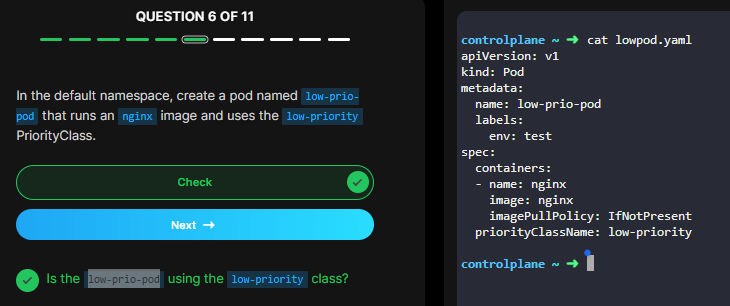 QUESTION 6 OF 11
In the default namespace, create a pod named low-prio-
pod that runs an nginx image and uses the low-priority
PriorityClass.
Check
Next →
Is the low-prio-pod using the low-priority class?
controlplane ~ ➜ cat lowpod.yaml
apiVersion: v1
kind: Pod
metadata:
  name: low-prio-pod
  labels:
    env: test
spec:
  containers:
  - name: nginx
    image: nginx
    imagePullPolicy: IfNotPresent
  priorityClassName: low-priority
controlplane ~ ➜